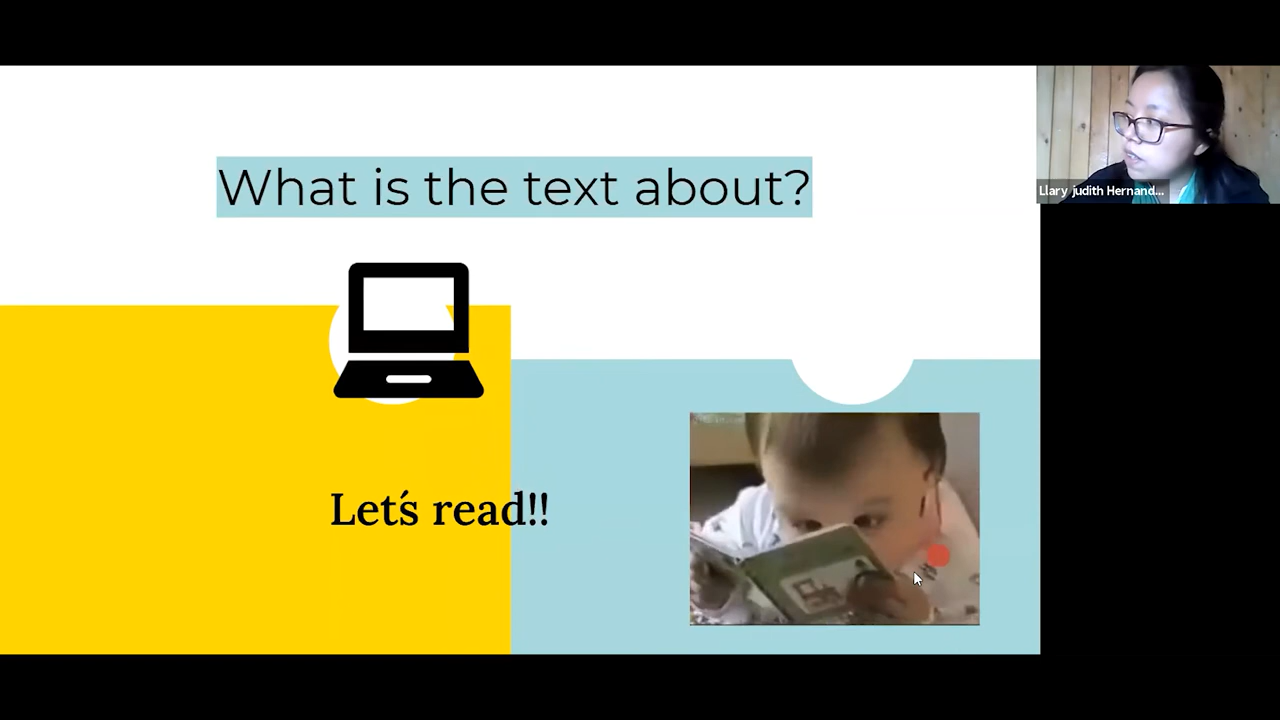 What is the text about?
Llary judith Hernand...
Let ́s read!!